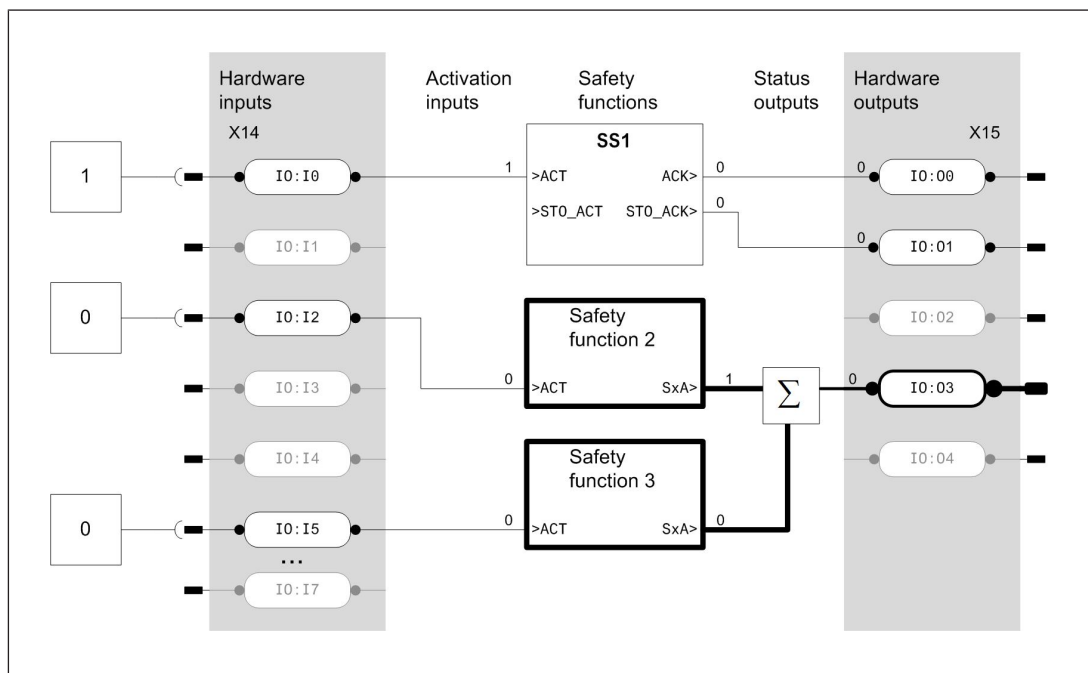 Hardware inputs
Activation inputs
Safety functions
Status outputs
Hardware outputs
X14
X15
SS1
1
IO:I0
1
>ACT
ACK>
0
0
IO:O0
>STO_ACT
STO_ACK>
0
IO:I1
0
IO:O1
0
IO:I2
Safety
function 2
IO:O2
IO:I3
0
>ACT
SxA>
1
Σ
0
IO:O3
IO:I4
Safety
function 3
IO:O4
0
IO:I5
0
>ACT
SxA>
0
...
IO:I7